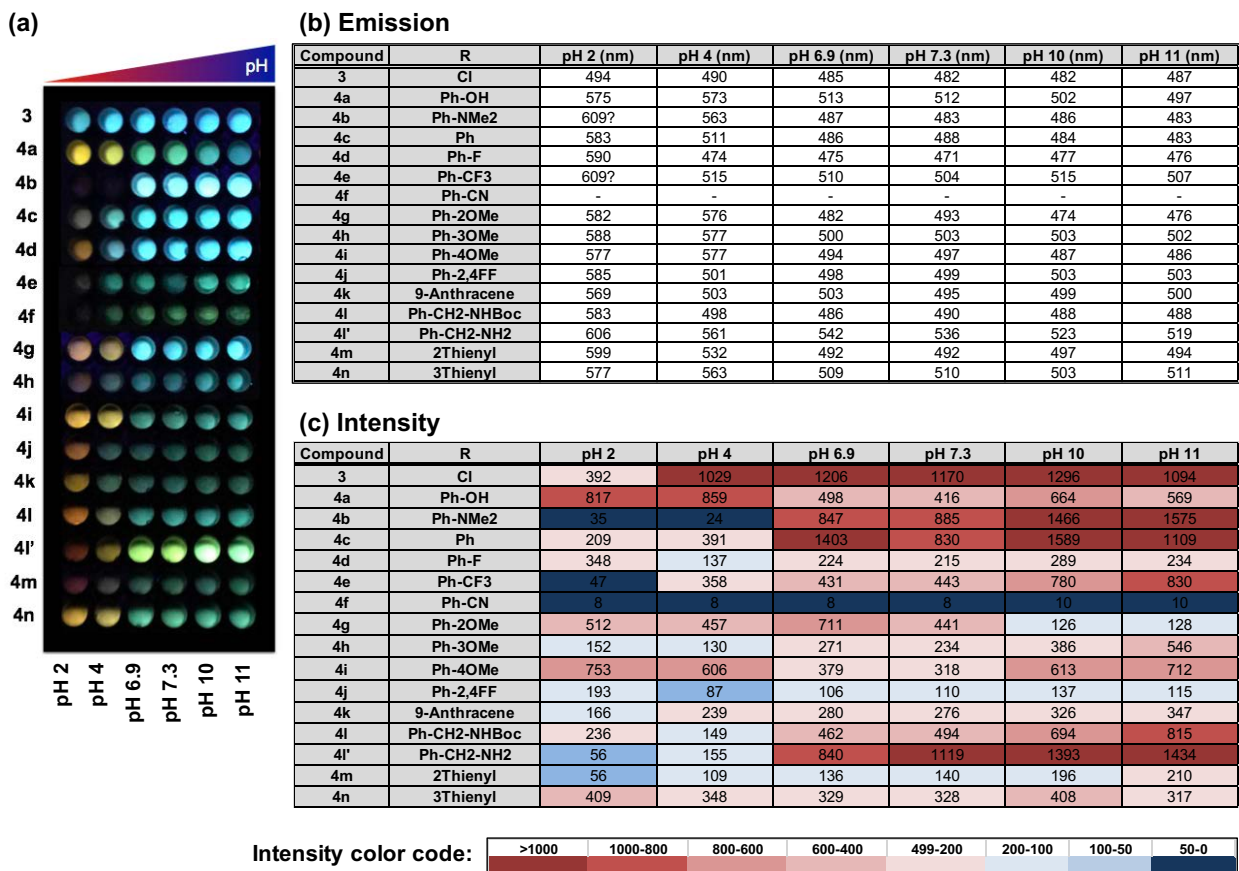 (a)
pH
3
4a
4b
4c
4d
4e
4f
4g
4h
4i
4j
4k
4l
4l’
4m
4n
pH 2
pH 4
pH 6.9
pH 7.3
pH 10
pH 11
(b) Emission
Compound R pH 2 (nm) pH 4 (nm) pH 6.9 (nm) pH 7.3 (nm) pH 10 (nm) pH 11 (nm)
3 Cl 494 490 485 482 482 487
4a Ph-OH 575 573 513 512 502 497
4b Ph-NMe2 609? 563 487 483 486 483
4c Ph 583 511 486 488 484 483
4d Ph-F 590 474 475 471 477 476
4e Ph-CF3 609? 515 510 504 515 507
4f Ph-CN - - - - - -
4g Ph-2OMe 582 576 482 493 474 476
4h Ph-3OMe 588 577 500 503 503 502
4i Ph-4OMe 577 577 494 497 487 486
4j Ph-2,4FF 585 501 498 499 503 503
4k 9-Anthracene 569 503 503 495 499 500
4l Ph-CH2-NHBoc 583 498 486 490 488 488
4l' Ph-CH2-NH2 606 561 542 536 523 519
4m 2Thienyl 599 532 492 492 497 494
4n 3Thienyl 577 563 509 510 503 511
(c) Intensity
Compound R pH 2 pH 4 pH 6.9 pH 7.3 pH 10 pH 11
3 Cl 392 1029 1206 1170 1296 1094
4a Ph-OH 817 859 498 416 664 569
4b Ph-NMe2 35 24 847 885 1466 1575
4c Ph 209 391 1403 830 1589 1109
4d Ph-F 348 137 224 215 289 234
4e Ph-CF3 47 358 431 443 780 830
4f Ph-CN 8 8 8 8 10 10
4g Ph-2OMe 512 457 711 441 126 128
4h Ph-3OMe 152 130 271 234 386 546
4i Ph-4OMe 753 606 379 318 613 712
4j Ph-2,4FF 193 87 106 110 137 115
4k 9-Anthracene 166 239 280 276 326 347
4l Ph-CH2-NHBoc 236 149 462 494 694 815
4l' Ph-CH2-NH2 56 155 840 1119 1393 1434
4m 2Thienyl 56 109 136 140 196 210
4n 3Thienyl 409 348 329 328 408 317
Intensity color code: >1000 1000-800 800-600 600-400 499-200 200-100 100-50 50-0